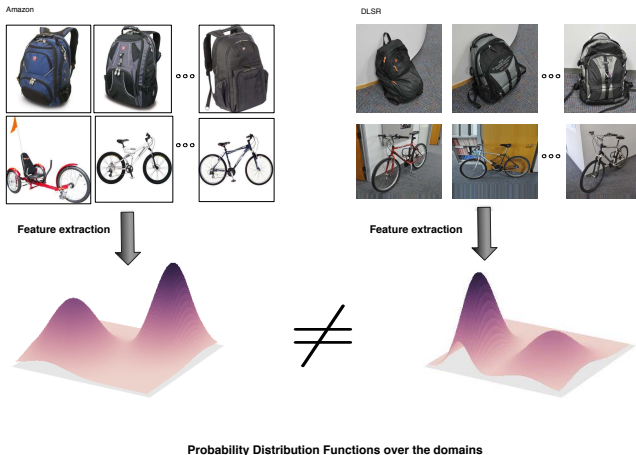 Amazon
DLSR
Feature extraction
Feature extraction
Probability Distribution Functions over the domains